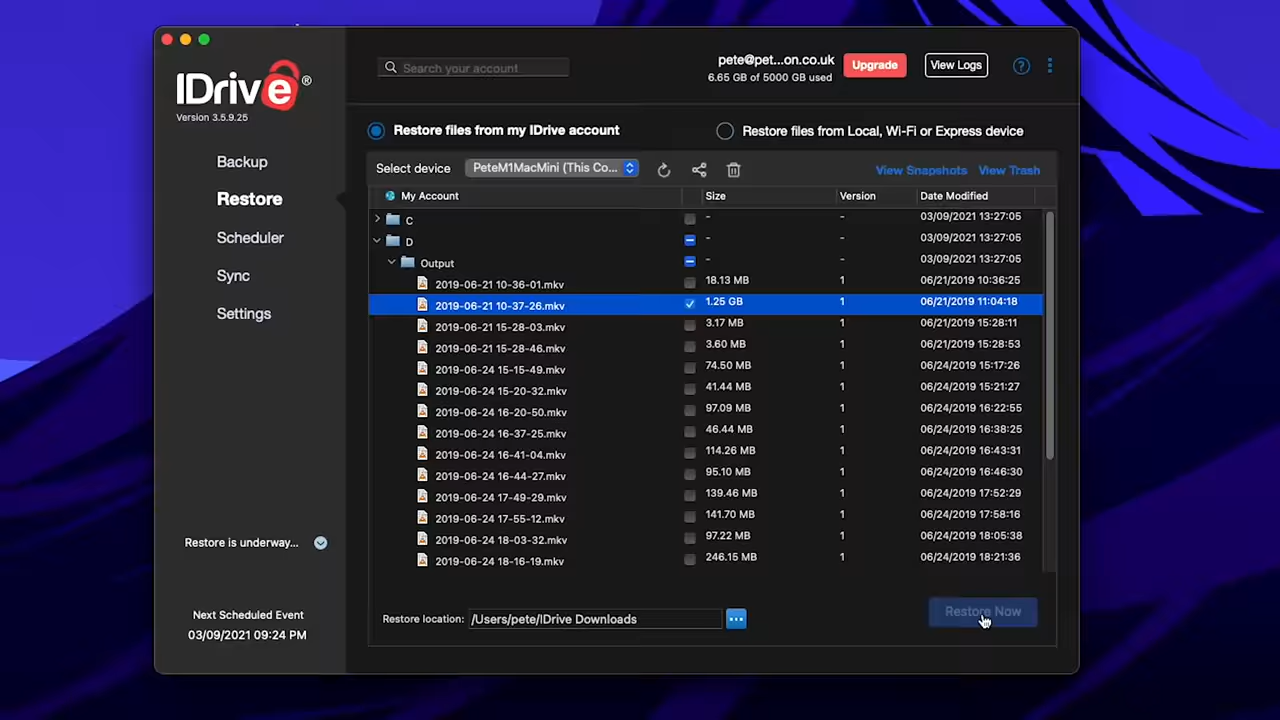 IDrive®
Version 3.5.9.25
Backup
Restore
Scheduler
Sync
Settings
Restore is underway...
Next Scheduled Event
03/09/2021 09:24 PM
Search your account
pete@pet...on.co.uk
6.65 GB of 5000 GB used
Upgrade
View Logs
?
Restore files from my IDrive account
Restore files from Local, Wi-Fi or Express device
Select device PeteM1MacMini (This Co... View Snapshots View Trash
My Account Size Version Date Modified
C - - 03/09/2021 13:27:05
D - - 03/09/2021 13:27:05
Output - - 03/09/2021 13:27:05
2019-06-21 10-36-01.mkv 18.13 MB 1 06/21/2019 10:36:25
2019-06-21 10-37-26.mkv 1.25 GB 1 06/21/2019 11:04:18
2019-06-21 15-28-03.mkv 3.17 MB 1 06/21/2019 15:28:11
2019-06-21 15-28-46.mkv 3.60 MB 1 06/21/2019 15:28:53
2019-06-24 15-15-49.mkv 74.50 MB 1 06/24/2019 15:17:26
2019-06-24 15-20-32.mkv 41.44 MB 1 06/24/2019 15:21:27
2019-06-24 16-20-50.mkv 97.09 MB 1 06/24/2019 16:22:55
2019-06-24 16-37-25.mkv 46.44 MB 1 06/24/2019 16:38:25
2019-06-24 16-41-04.mkv 114.26 MB 1 06/24/2019 16:43:31
2019-06-24 16-44-27.mkv 95.10 MB 1 06/24/2019 16:46:30
2019-06-24 17-49-29.mkv 139.46 MB 1 06/24/2019 17:52:29
2019-06-24 17-55-12.mkv 141.70 MB 1 06/24/2019 17:58:16
2019-06-24 18-03-32.mkv 97.22 MB 1 06/24/2019 18:05:38
2019-06-24 18-16-19.mkv 246.15 MB 1 06/24/2019 18:21:36
Restore location: /Users/pete/IDrive Downloads ...
Restore Now